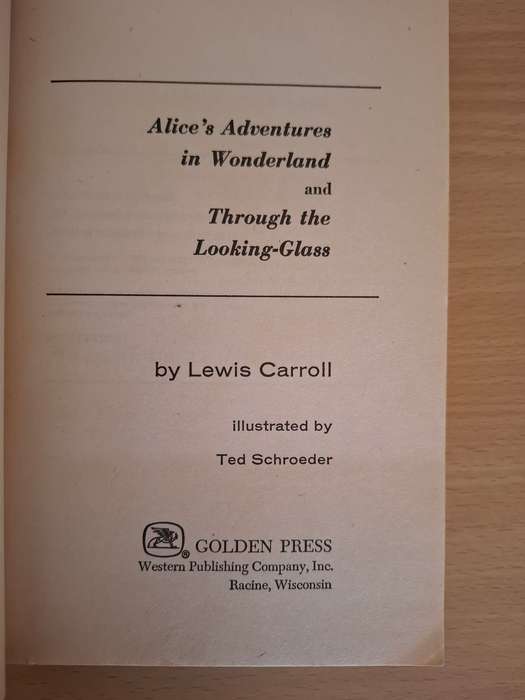 Alice's Adventures
in Wonderland
and
Through the
Looking-Glass
by Lewis Carroll
illustrated by
Ted Schroeder
® GOLDEN PRESS
Western Publishing Company, Inc.
Racine, Wisconsin